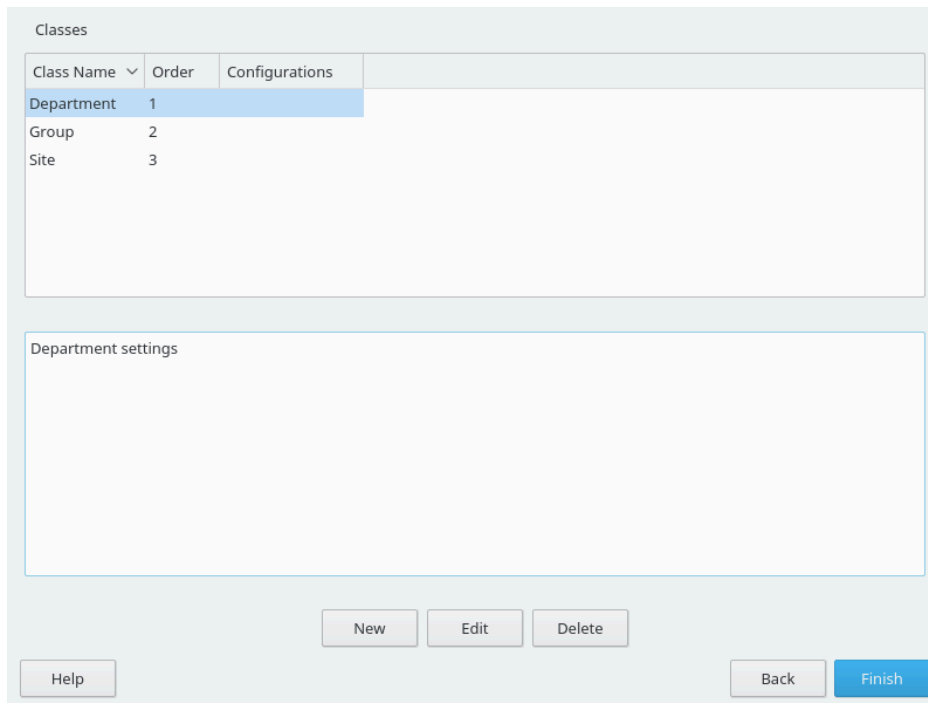 Classes
Class Name Order Configurations
Department 1
Group 2
Site 3
Department settings
New Edit Delete
Help Back Finish